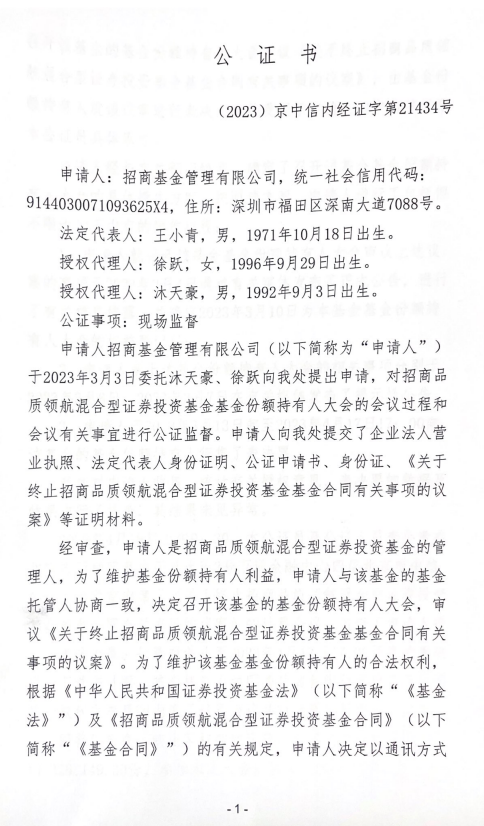 公 证 书
（2023）京中信内经证字第21434号
申请人：招商基金管理有限公司，统一社会信用代码：
9144030071093625X4，住所：深圳市福田区深南大道7088号。
法定代表人：王小青，男，1971年10月18日出生。
授权代理人：徐跃，女，1996年9月29日出生。
授权代理人：沐天豪，男，1992年9月3日出生。
公证事项：现场监督
申请人招商基金管理有限公司（以下简称为“申请人”）
于2023年3月3日委托沐天豪、徐跃向我处提出申请，对招商品
质领航混合型证券投资基金基金份额持有人大会的会议过程和
会议有关事宜进行公证监督。申请人向我处提交了企业法人营
业执照、法定代表人身份证明、公证申请书、身份证、《关于
终止招商品质领航混合型证券投资基金基金合同有关事项的议
案》等证明材料。
经审查，申请人是招商品质领航混合型证券投资基金的管
理人，为了维护基金份额持有人利益，申请人与该基金的基金
托管人协商一致，决定召开该基金的基金份额持有人大会，审
议《关于终止招商品质领航混合型证券投资基金基金合同有关
事项的议案》。为了维护该基金基金份额持有人的合法权利，
根据《中华人民共和国证券投资基金法》（以下简称“《基金
法》”）及《招商品质领航混合型证券投资基金基金合同》（以下
简称“《基金合同》”）的有关规定，申请人决定以通讯方式
-1-